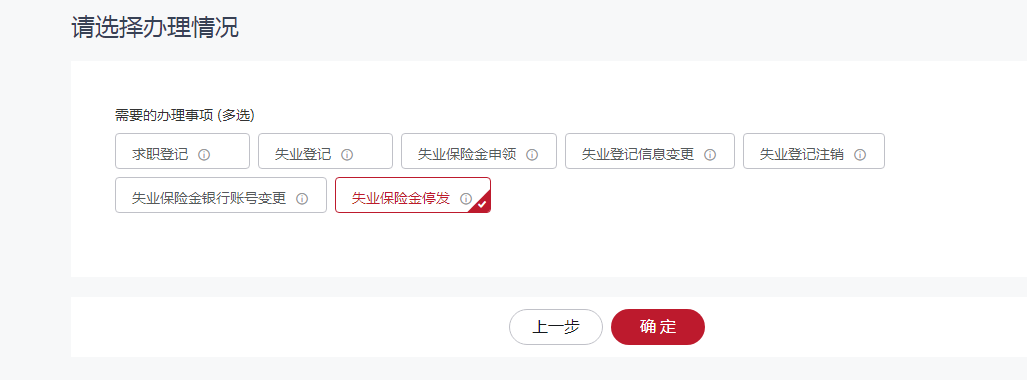 请选择办理情况
需要的办理事项 (多选)
求职登记 失业登记 失业保险金申领 失业登记信息变更 失业登记注销
失业保险金银行账号变更 失业保险金停发
上一步 确定